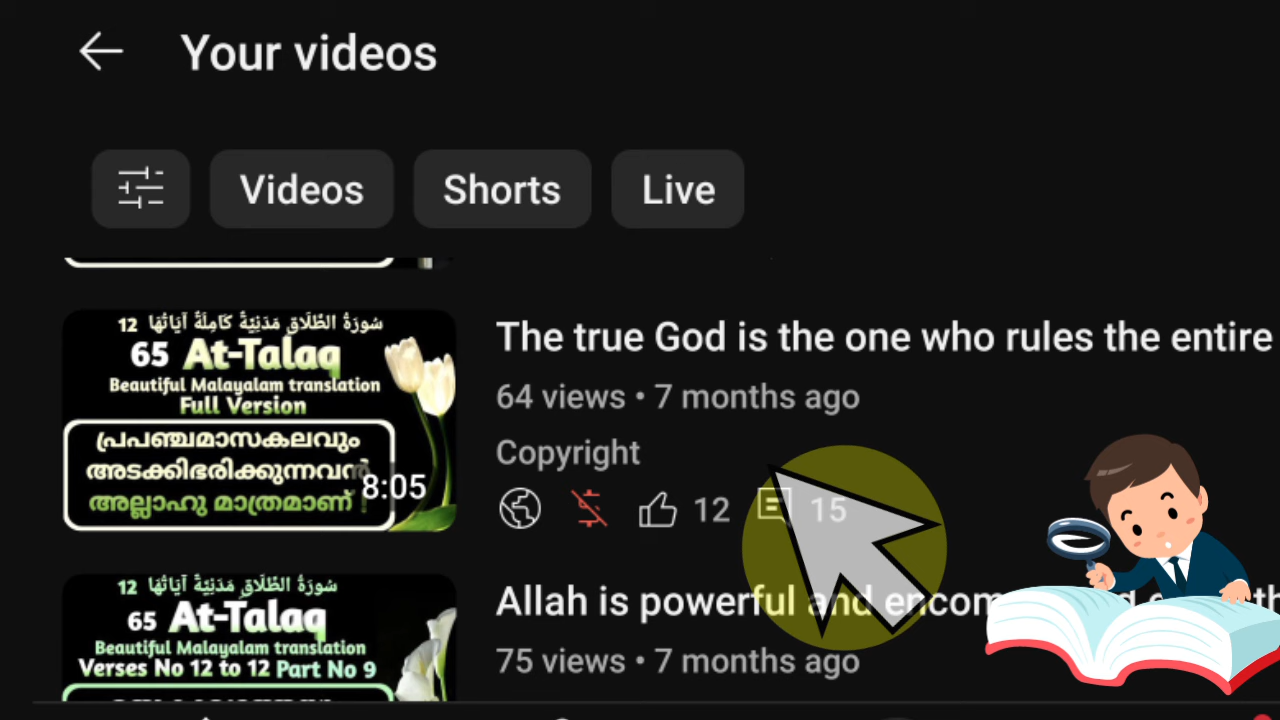 Your videos
Videos
Shorts
Live
12 سُورَةُ الطَّلَاقِ مَدَنِيَّةٌ كَامِلَةٌ آيَاتُهَا
65 At-Talaq
Beautiful Malayalam translation
Full Version
പ്രപഞ്ചമാസകലവും
അടക്കിഭരിക്കുന്നവൻ
അല്ലാഹു മാത്രമാണ് !
8:05
The true God is the one who rules the entire
64 views • 7 months ago
Copyright
12
15
12 سُورَةُ الطَّلَاقِ مَدَنِيَّةٌ كَامِلَةٌ آيَاتُهَا
65 At-Talaq
Beautiful Malayalam translation
Verses No 12 to 12 Part No 9
Allah is powerful and encom
75 views • 7 months ago